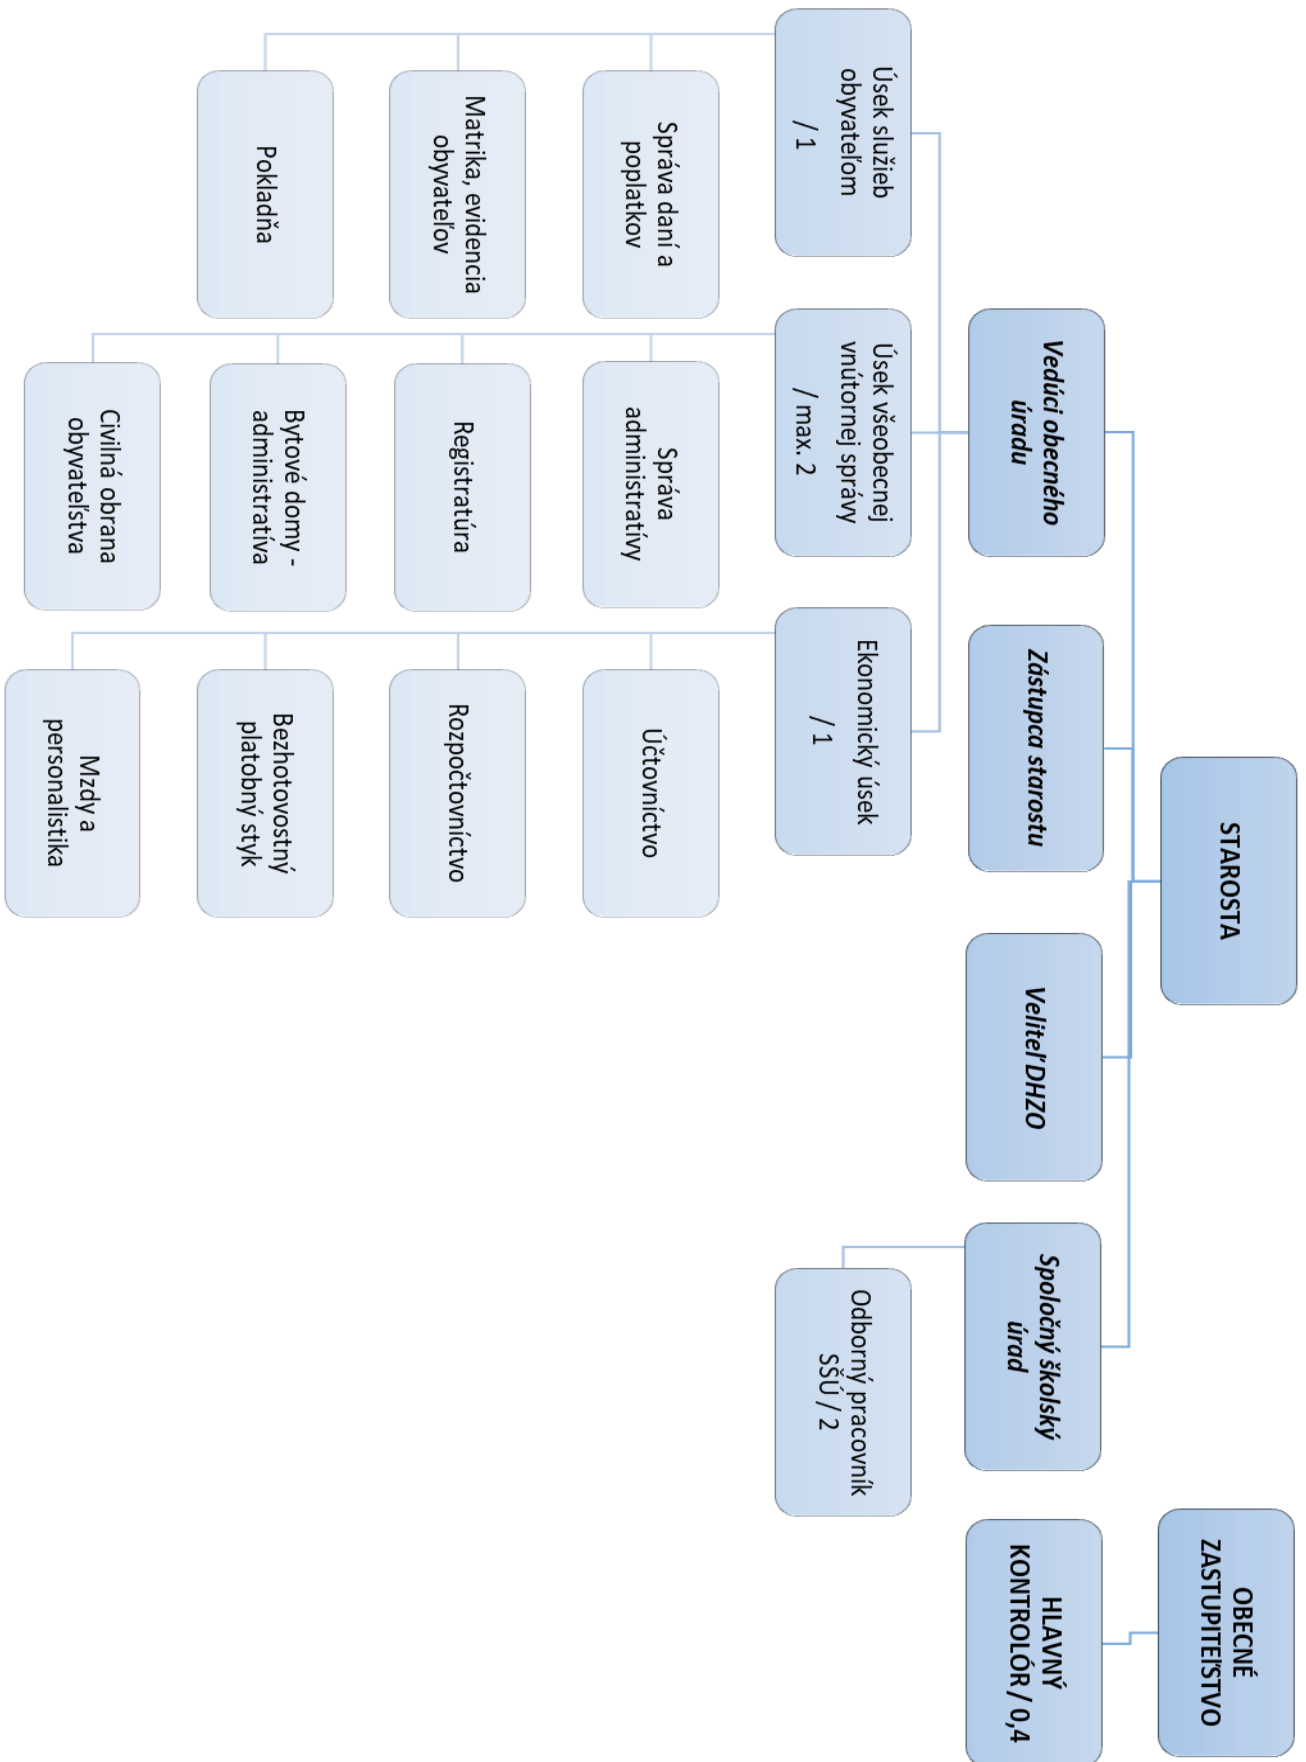 STAROSTA
OBECNÉ
ZASTUPITEĽSTVO
Vedúci obecného
úradu
Zástupca starostu
Veliteľ DHZO
Spoločný školský
úrad
HLAVNÝ
KONTROLÓR / 0,4
Úsek služieb
obyvateľom
/ 1
Úsek všeobecnej
vnútornej správy
/ max. 2
Ekonomický úsek
/ 1
Odborný pracovník
SŠÚ / 2
Správa daní a
poplatkov
Správa
administratívy
Účtovníctvo
Matrika, evidencia
obyvateľov
Registratúra
Rozpočtovníctvo
Pokladňa
Bytové domy -
administratíva
Bezhotovostný
platobný styk
Civilná obrana
obyvateľstva
Mzdy a
personalistika